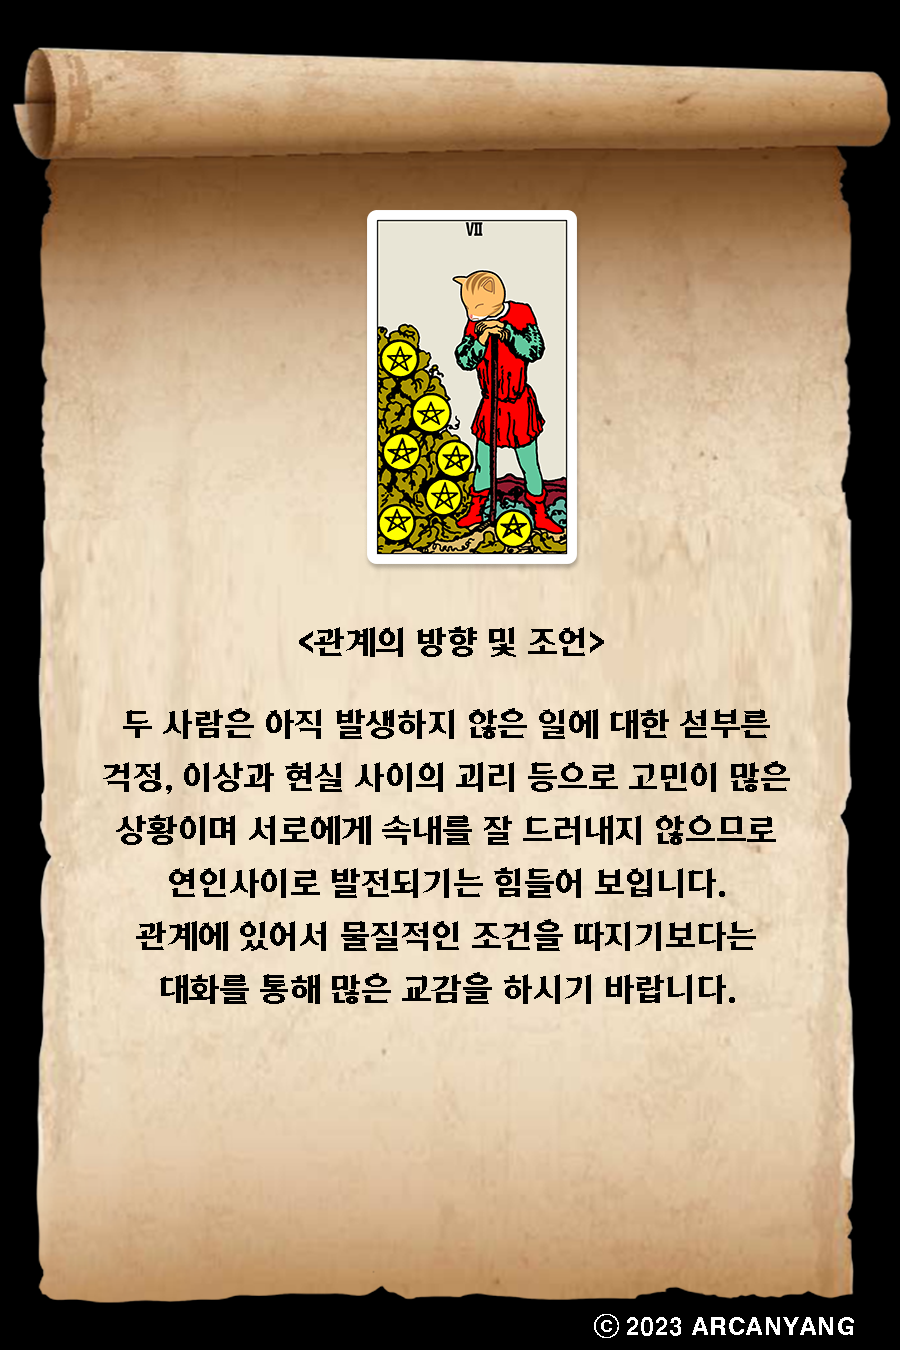 VII
<관계의 방향 및 조언>
두 사람은 아직 발생하지 않은 일에 대한 섣부른
걱정, 이상과 현실 사이의 괴리 등으로 고민이 많은
상황이며 서로에게 속내를 잘 드러내지 않으므로
연인사이로 발전되기는 힘들어 보입니다.
관계에 있어서 물질적인 조건을 따지기보다는
대화를 통해 많은 교감을 하시기 바랍니다.
ⓒ 2023 ARCANYANG